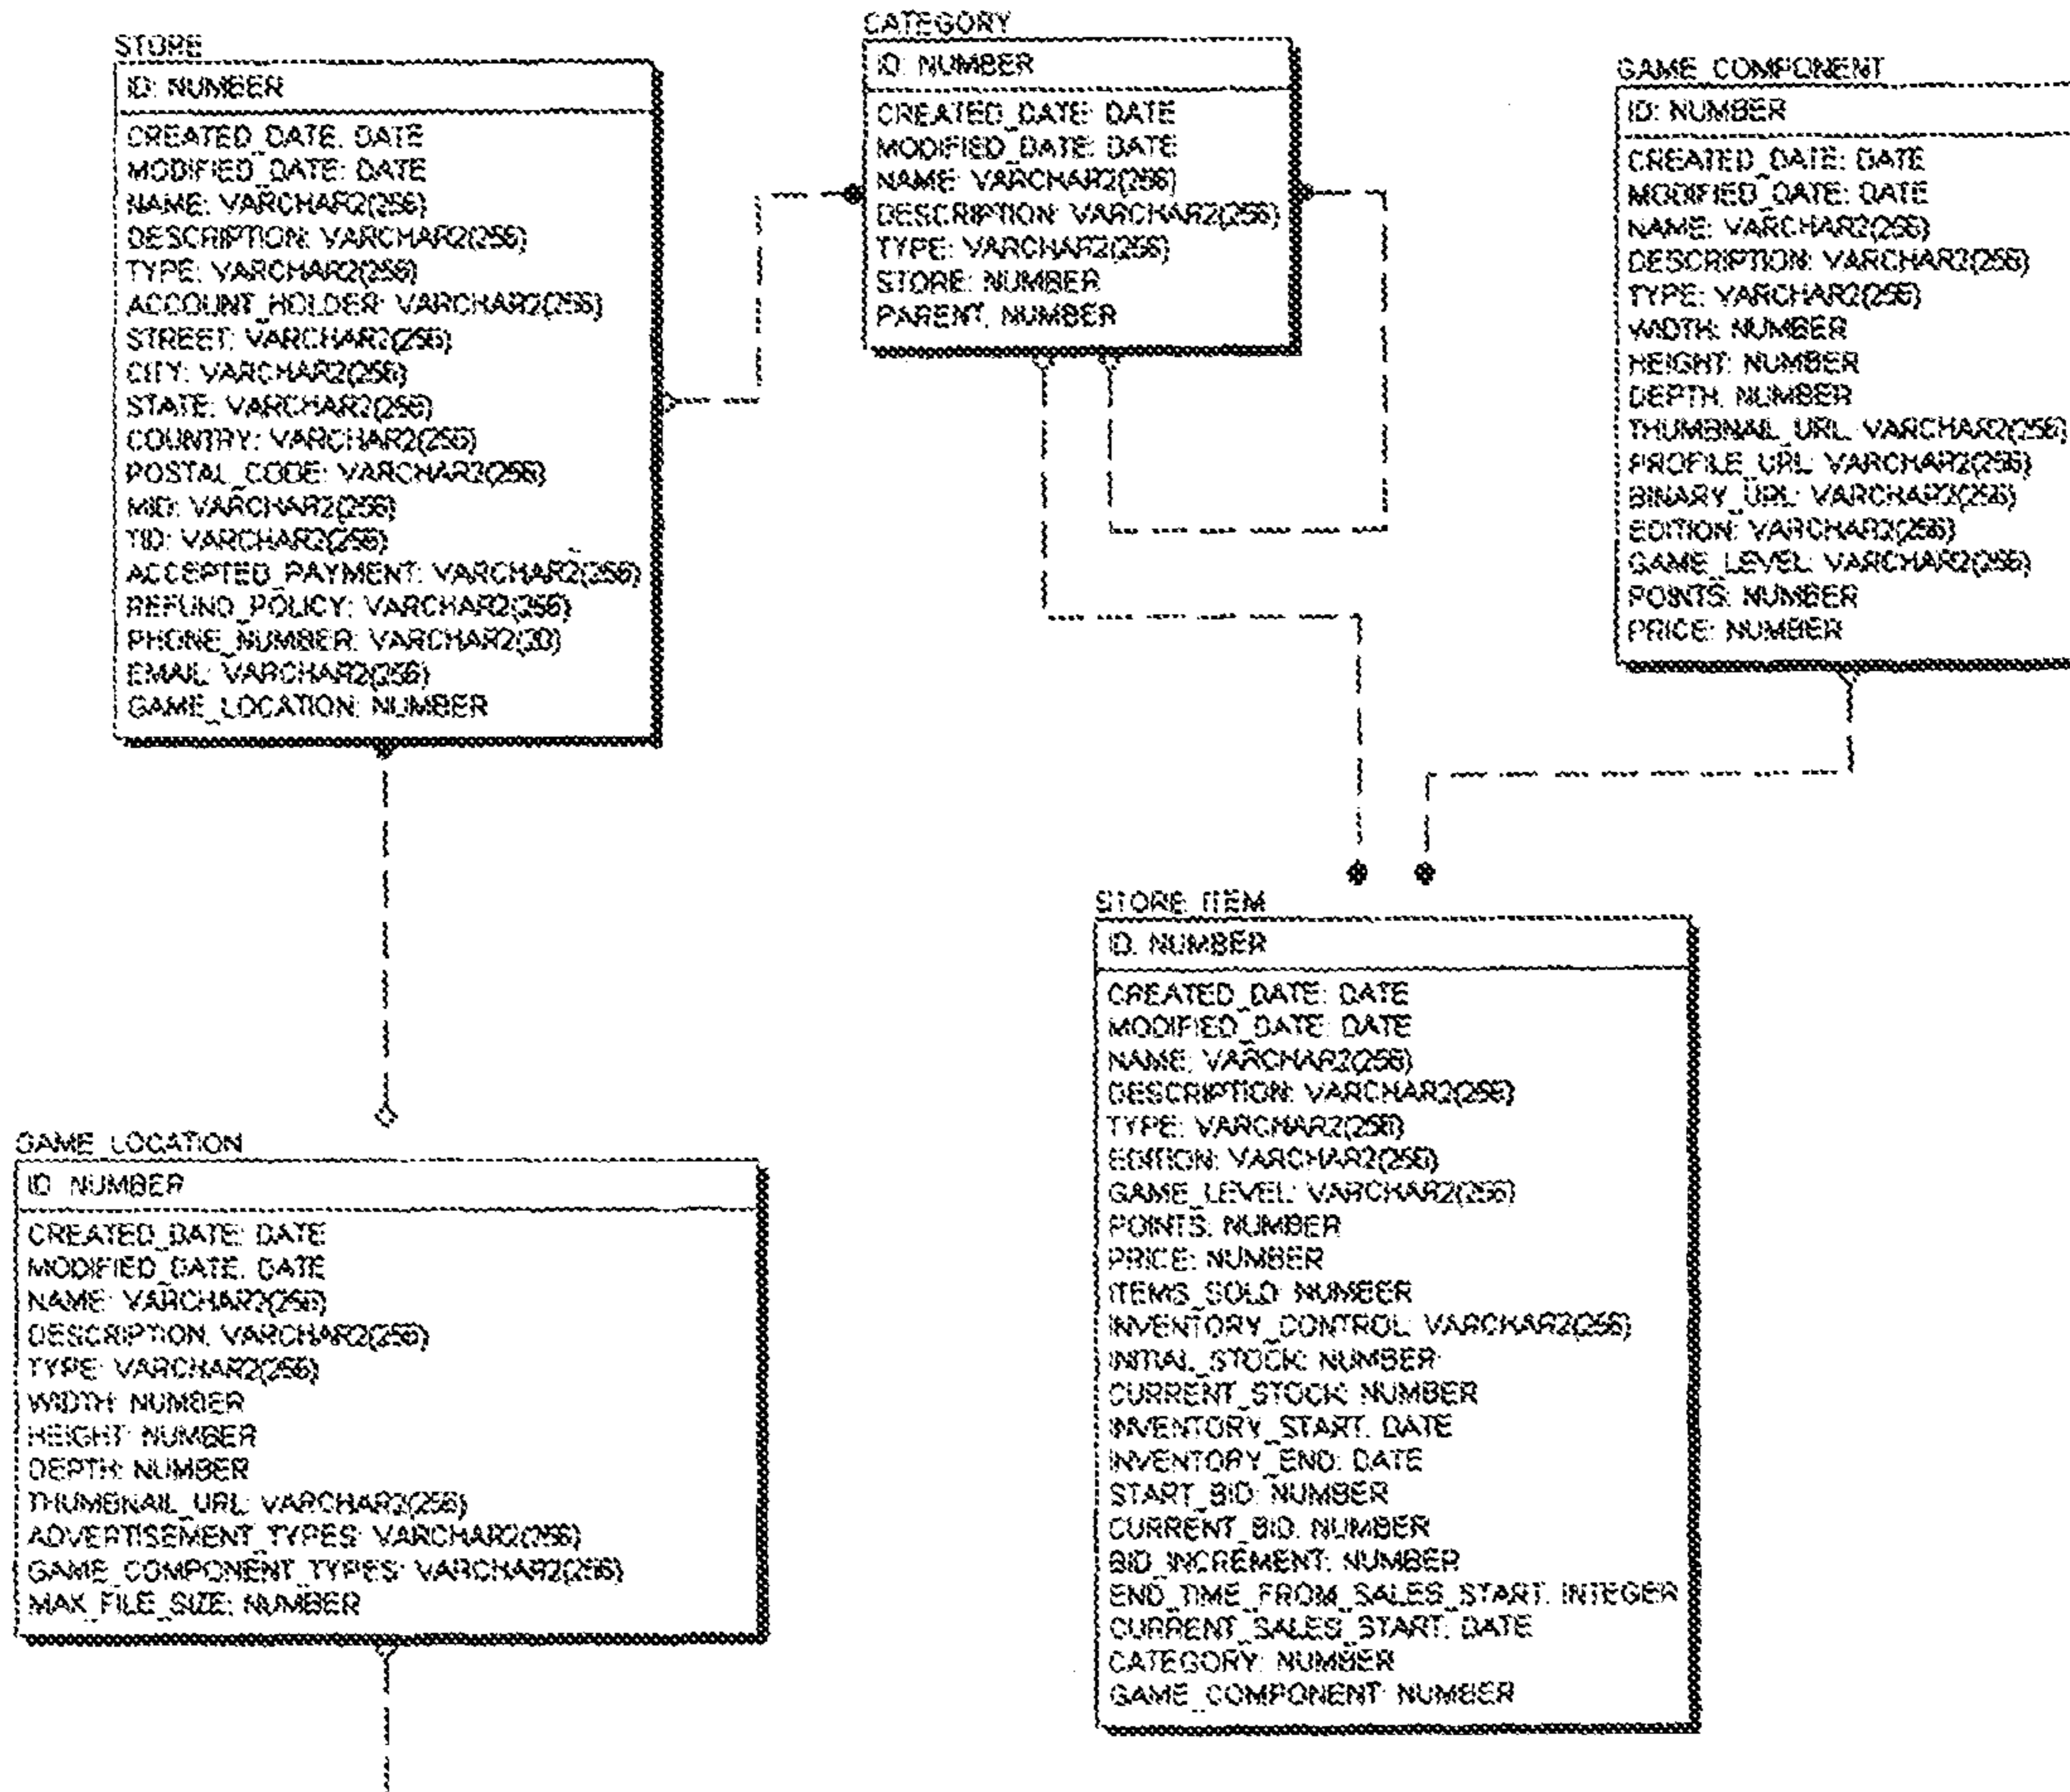 STORE
ID: NUMBER
CREATED_DATE: DATE
MODIFIED_DATE: DATE
NAME: VARCHAR2(256)
DESCRIPTION: VARCHAR2(256)
TYPE: VARCHAR2(256)
ACCOUNT_HOLDER: VARCHAR2(256)
STREET: VARCHAR2(256)
CITY: VARCHAR2(256)
STATE: VARCHAR2(256)
COUNTRY: VARCHAR2(256)
POSTAL_CODE: VARCHAR2(256)
MID: VARCHAR2(256)
TID: VARCHAR2(256)
ACCEPTED_PAYMENT: VARCHAR2(256)
REFUND_POLICY: VARCHAR2(256)
PHONE_NUMBER: VARCHAR2(30)
EMAIL: VARCHAR2(256)
GAME_LOCATION: NUMBER
CATEGORY
ID: NUMBER
CREATED_DATE: DATE
MODIFIED_DATE: DATE
NAME: VARCHAR2(256)
DESCRIPTION: VARCHAR2(256)
TYPE: VARCHAR2(256)
STORE: NUMBER
PARENT: NUMBER
GAME_COMPONENT
ID: NUMBER
CREATED_DATE: DATE
MODIFIED_DATE: DATE
NAME: VARCHAR2(256)
DESCRIPTION: VARCHAR2(256)
TYPE: VARCHAR2(256)
WIDTH: NUMBER
HEIGHT: NUMBER
DEPTH: NUMBER
THUMBNAIL_URL: VARCHAR2(256)
PROFILE_URL: VARCHAR2(256)
BINARY_URL: VARCHAR2(256)
EDITION: VARCHAR2(256)
GAME_LEVEL: VARCHAR2(256)
POINTS: NUMBER
PRICE: NUMBER
GAME_LOCATION
ID: NUMBER
CREATED_DATE: DATE
MODIFIED_DATE: DATE
NAME: VARCHAR2(256)
DESCRIPTION: VARCHAR2(256)
TYPE: VARCHAR2(256)
WIDTH: NUMBER
HEIGHT: NUMBER
DEPTH: NUMBER
THUMBNAIL_URL: VARCHAR2(256)
ADVERTISEMENT_TYPES: VARCHAR2(256)
GAME_COMPONENT_TYPES: VARCHAR2(256)
MAX_FILE_SIZE: NUMBER
STORE_ITEM
ID: NUMBER
CREATED_DATE: DATE
MODIFIED_DATE: DATE
NAME: VARCHAR2(256)
DESCRIPTION: VARCHAR2(256)
TYPE: VARCHAR2(256)
EDITION: VARCHAR2(256)
GAME_LEVEL: VARCHAR2(256)
POINTS: NUMBER
PRICE: NUMBER
ITEMS_SOLD: NUMBER
INVENTORY_CONTROL: VARCHAR2(256)
INITIAL_STOCK: NUMBER
CURRENT_STOCK: NUMBER
INVENTORY_START: DATE
INVENTORY_END: DATE
START_BID: NUMBER
CURRENT_BID: NUMBER
BID_INCREMENT: NUMBER
END_TIME_FROM_SALES_START: INTEGER
CURRENT_SALES_START: DATE
CATEGORY: NUMBER
GAME_COMPONENT: NUMBER